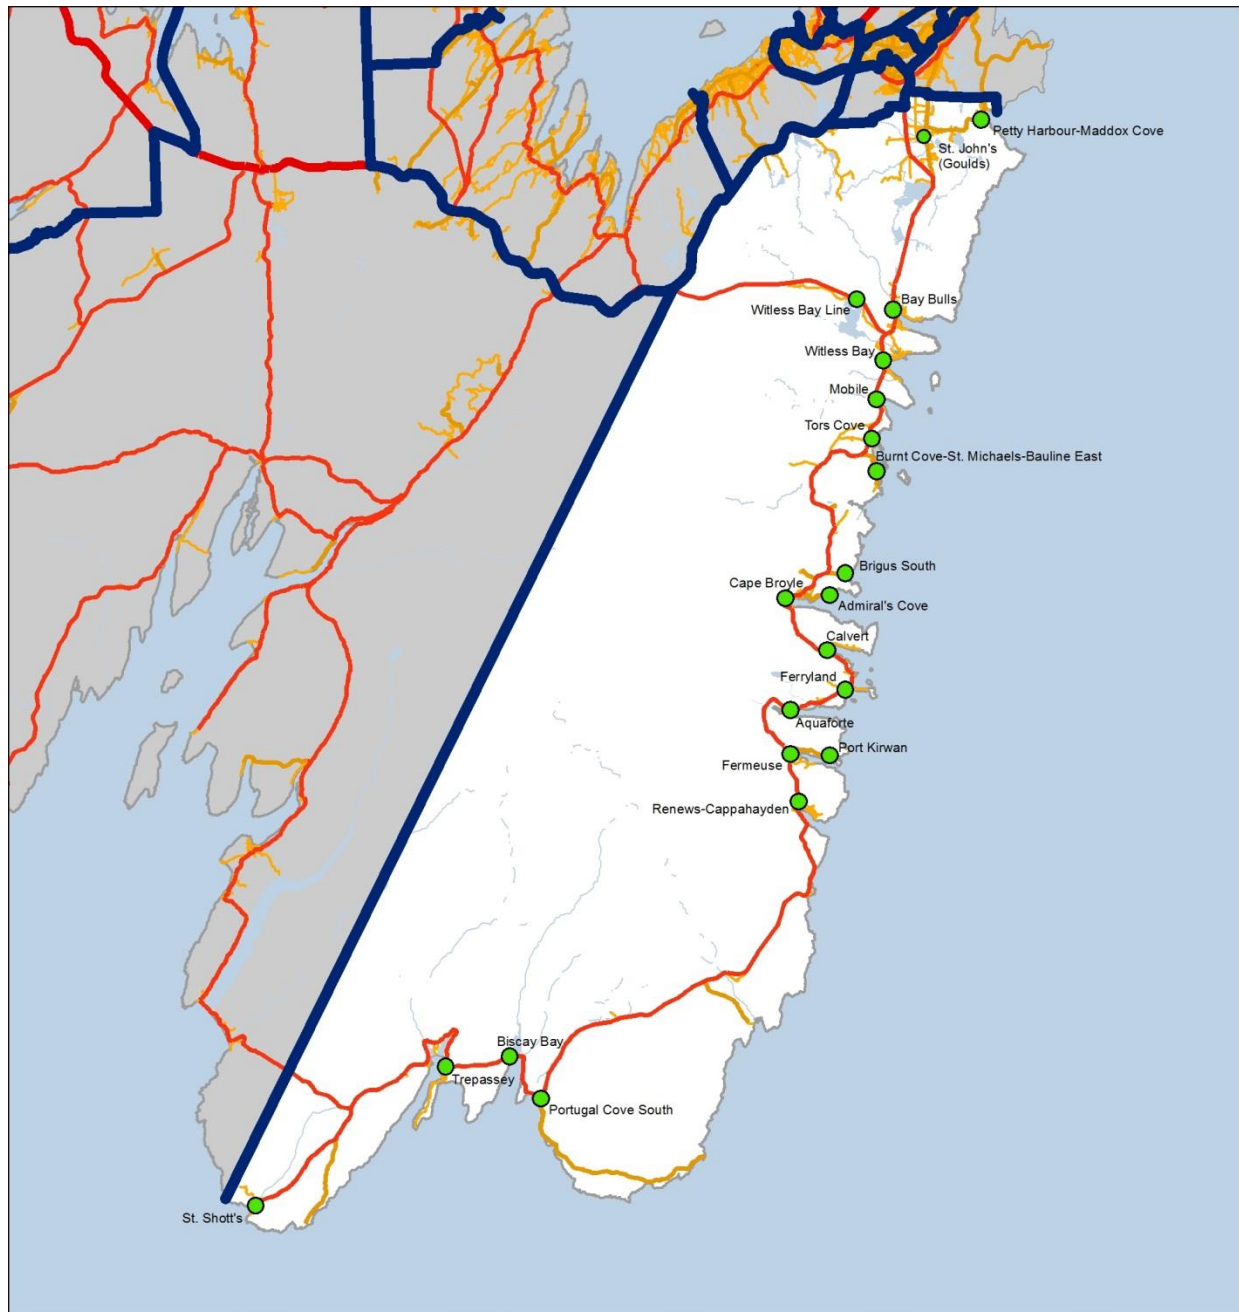 Petty Harbour-Maddox Cove
St. John's
(Goulds)
Witless Bay Line
Bay Bulls
Witless Bay
Mobile
Tors Cove
Burnt Cove-St. Michaels-Bauline East
Brigus South
Cape Broyle
Admiral's Cove
Calvert
Ferryland
Aquaforte
Port Kirwan
Fermeuse
Renews-Cappahayden
Biscay Bay
Trepassey
Portugal Cove South
St. Shott's